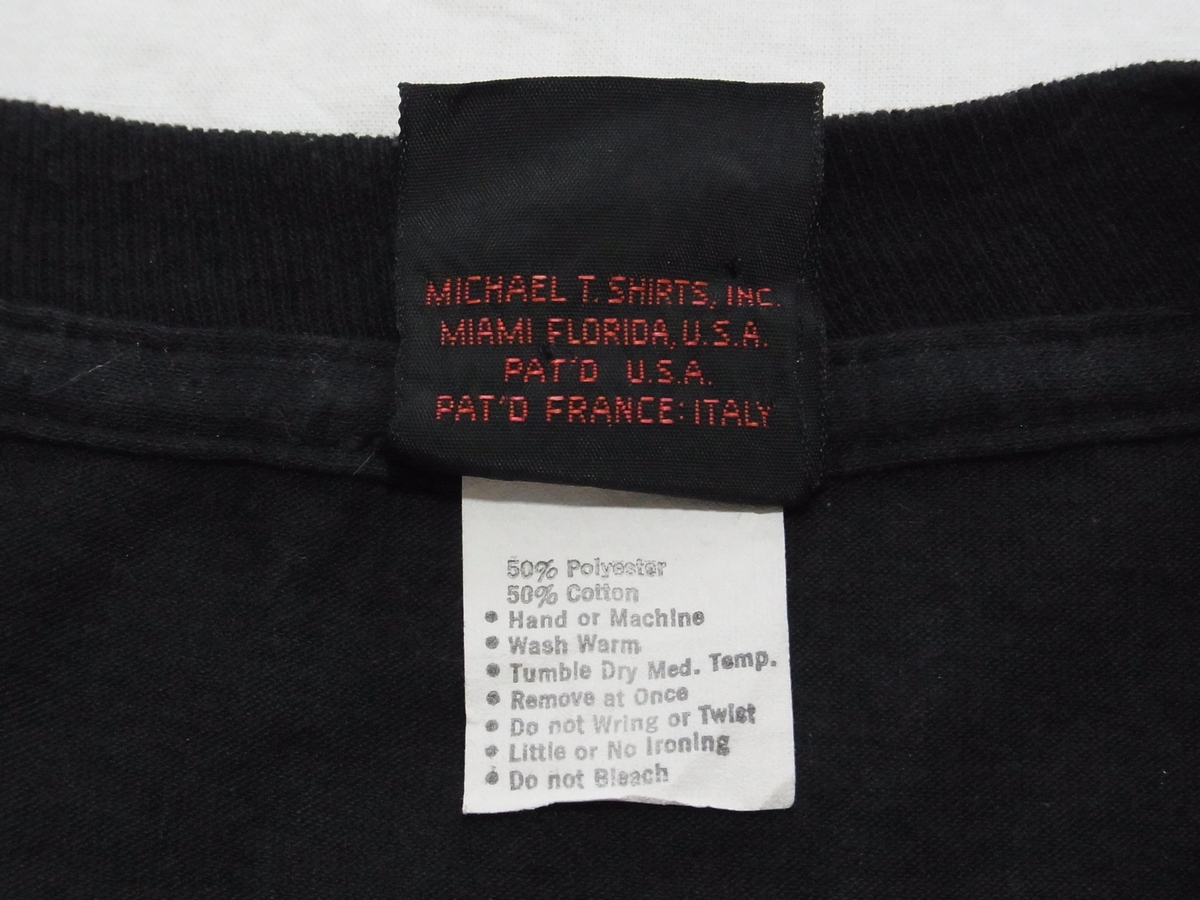 MICHAEL T. SHIRTS, INC.
MIAMI FLORIDA, U.S.A.
PAT'D U.S.A.
PAT'D FRANCE: ITALY
50% Polyester
50% Cotton
• Hand or Machine
• Wash Warm
• Tumble Dry Med. Temp.
• Remove at Once
• Do not Wring or Twist
• Little or No Ironing
• Do not Bleach